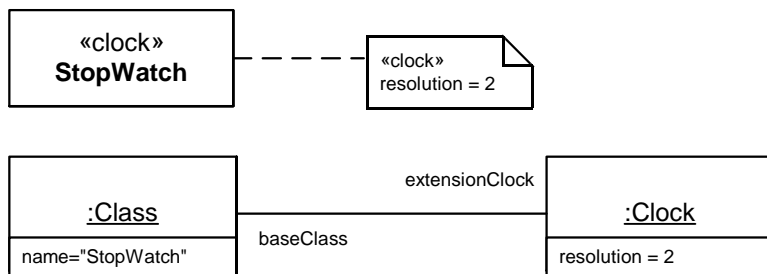 «clock»
StopWatch
«clock»
resolution = 2
:Class
name="StopWatch"
extensionClock
baseClass
:Clock
resolution = 2